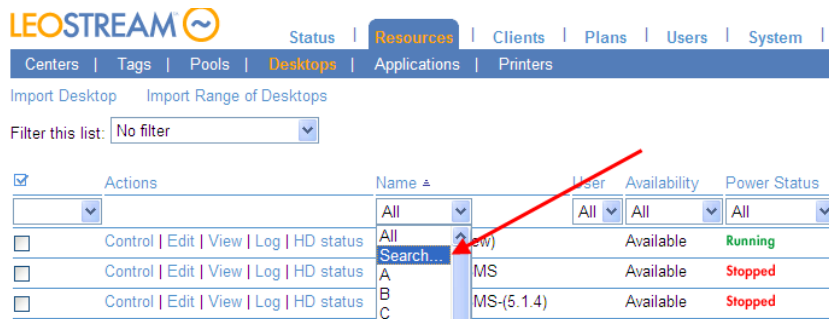 LEOSTREAM
Status | Resources | Clients | Plans | Users | System |
Centers | Tags | Pools | Desktops | Applications | Printers
Import Desktop Import Range of Desktops
Filter this list: No filter
Actions Name User Availability Power Status
All All All All
Control | Edit | View | Log | HD status All ew) Available Running
Search...
Control | Edit | View | Log | HD status A MS Available Stopped
B
Control | Edit | View | Log | HD status C MS-(5.1.4) Available Stopped